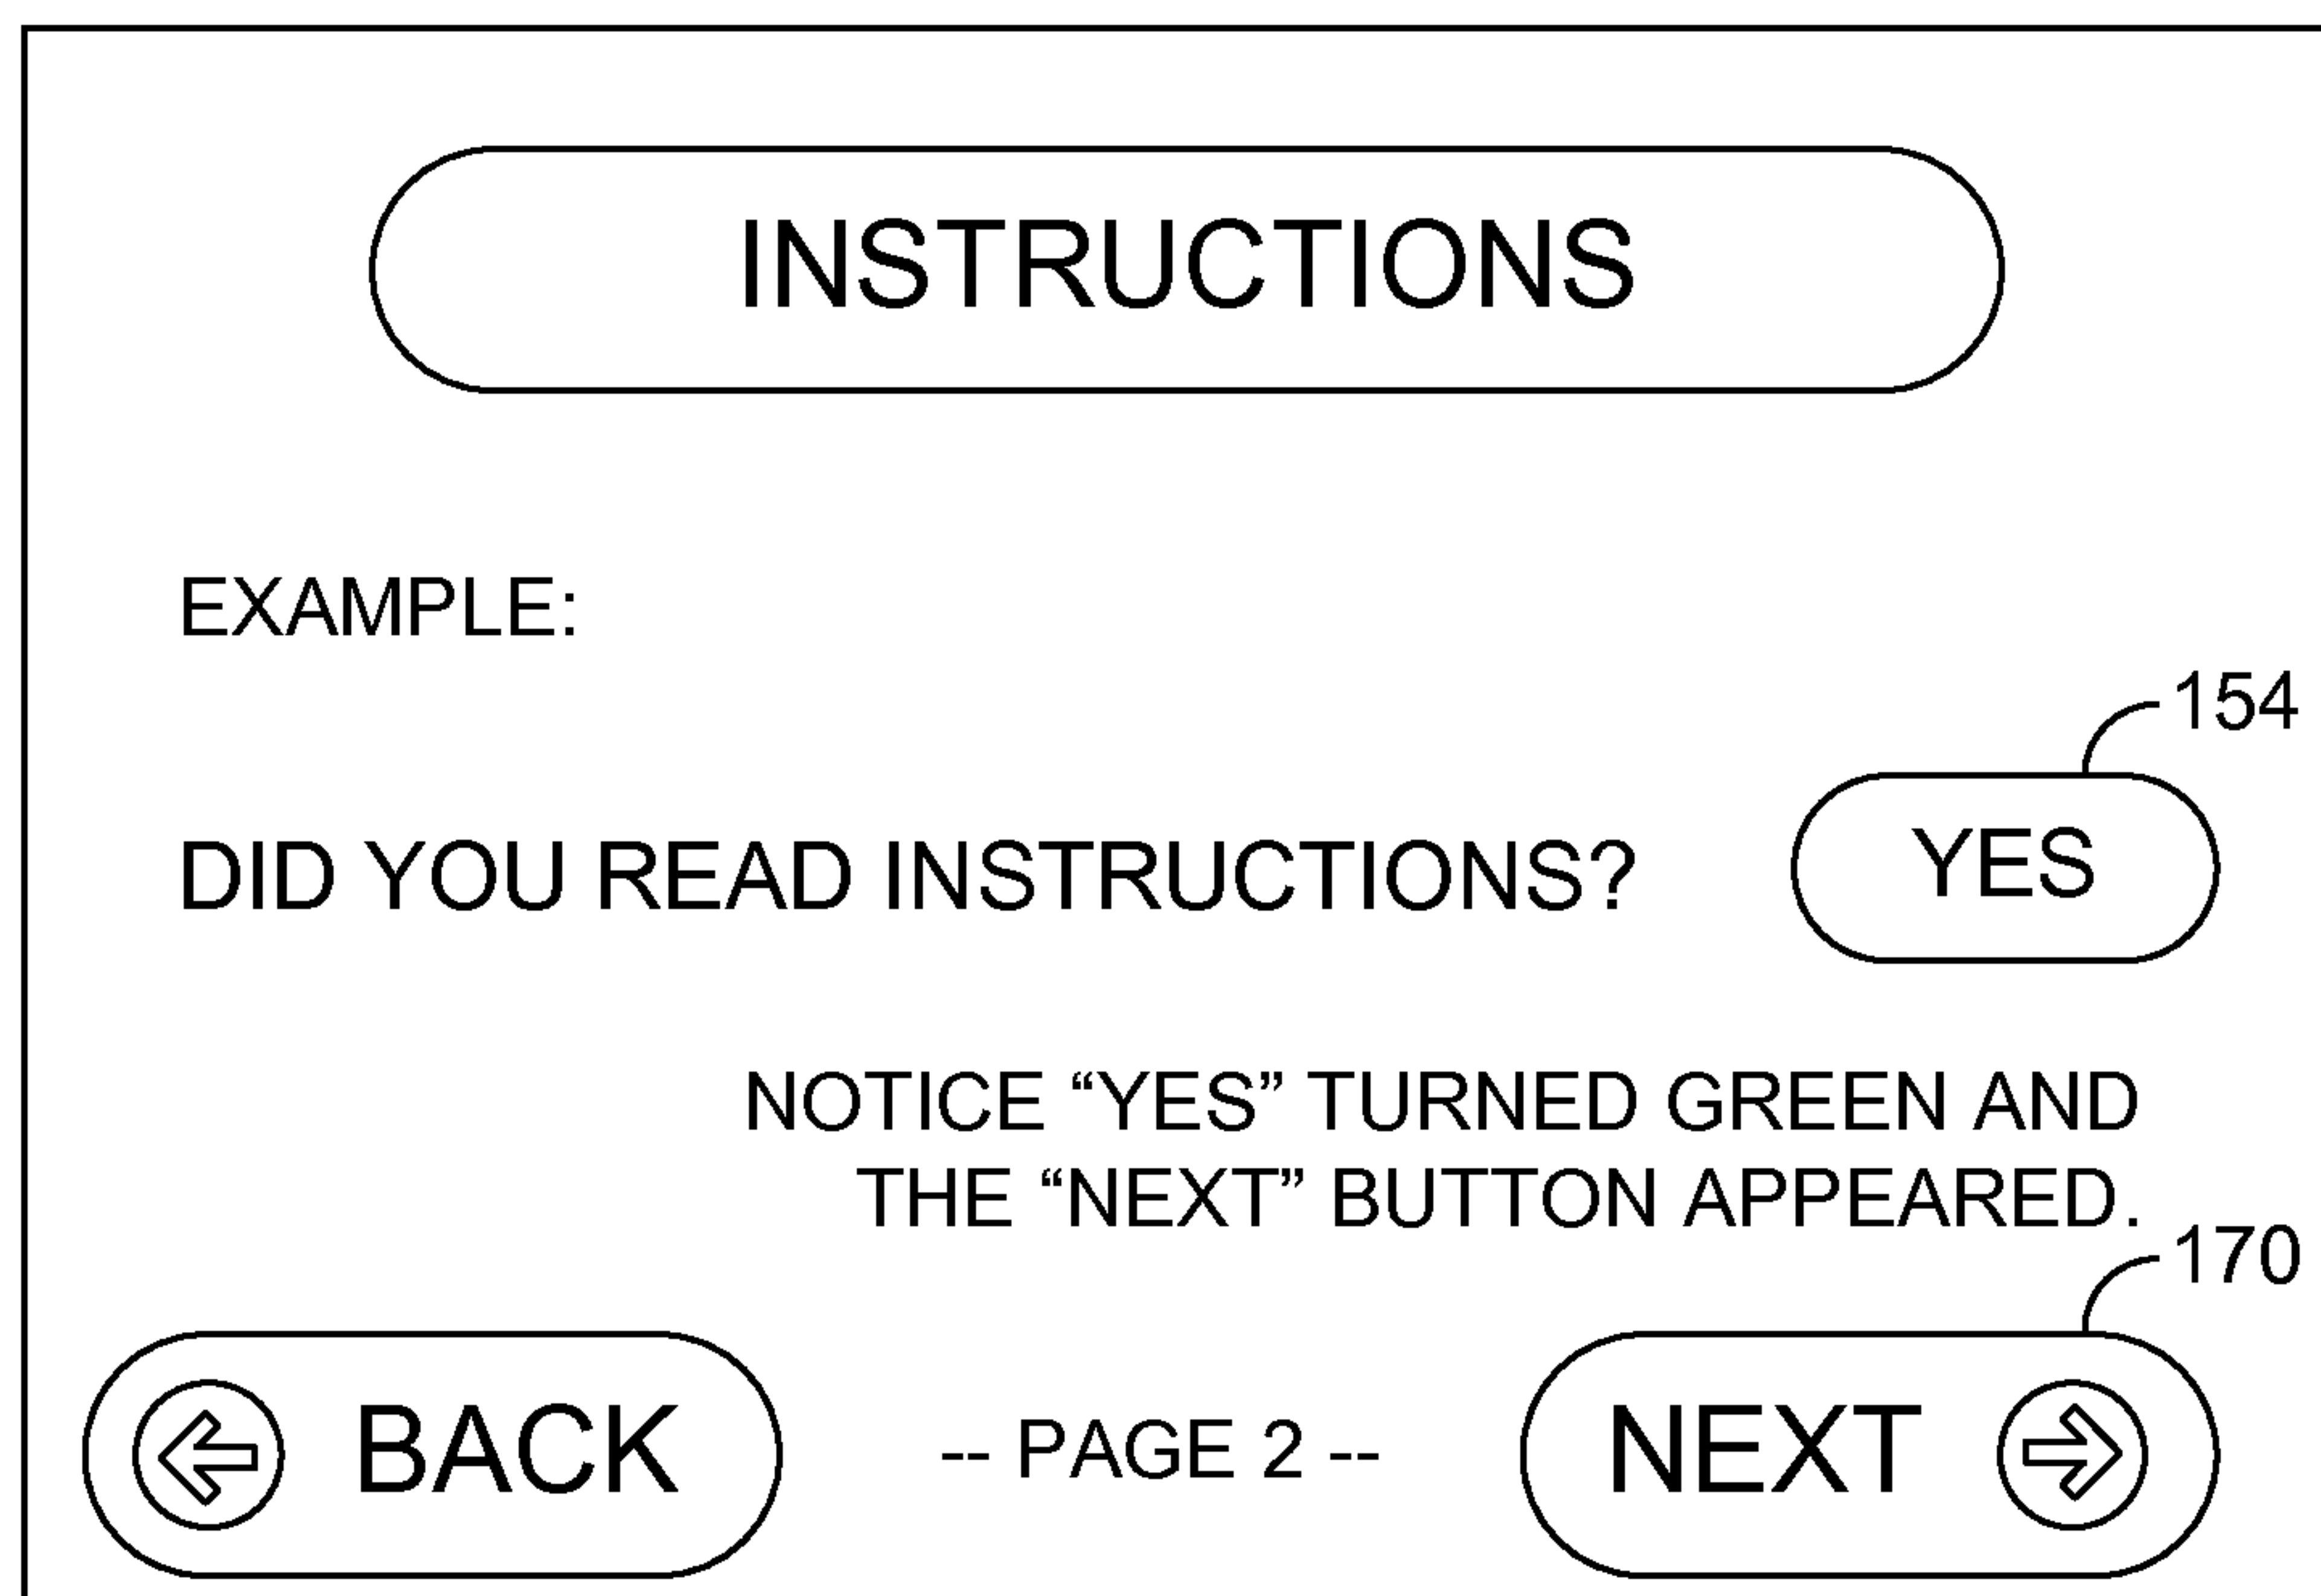 INSTRUCTIONS
EXAMPLE:
154
DID YOU READ INSTRUCTIONS? YES
NOTICE “YES” TURNED GREEN AND
THE “NEXT” BUTTON APPEARED.
170
BACK -- PAGE 2 -- NEXT